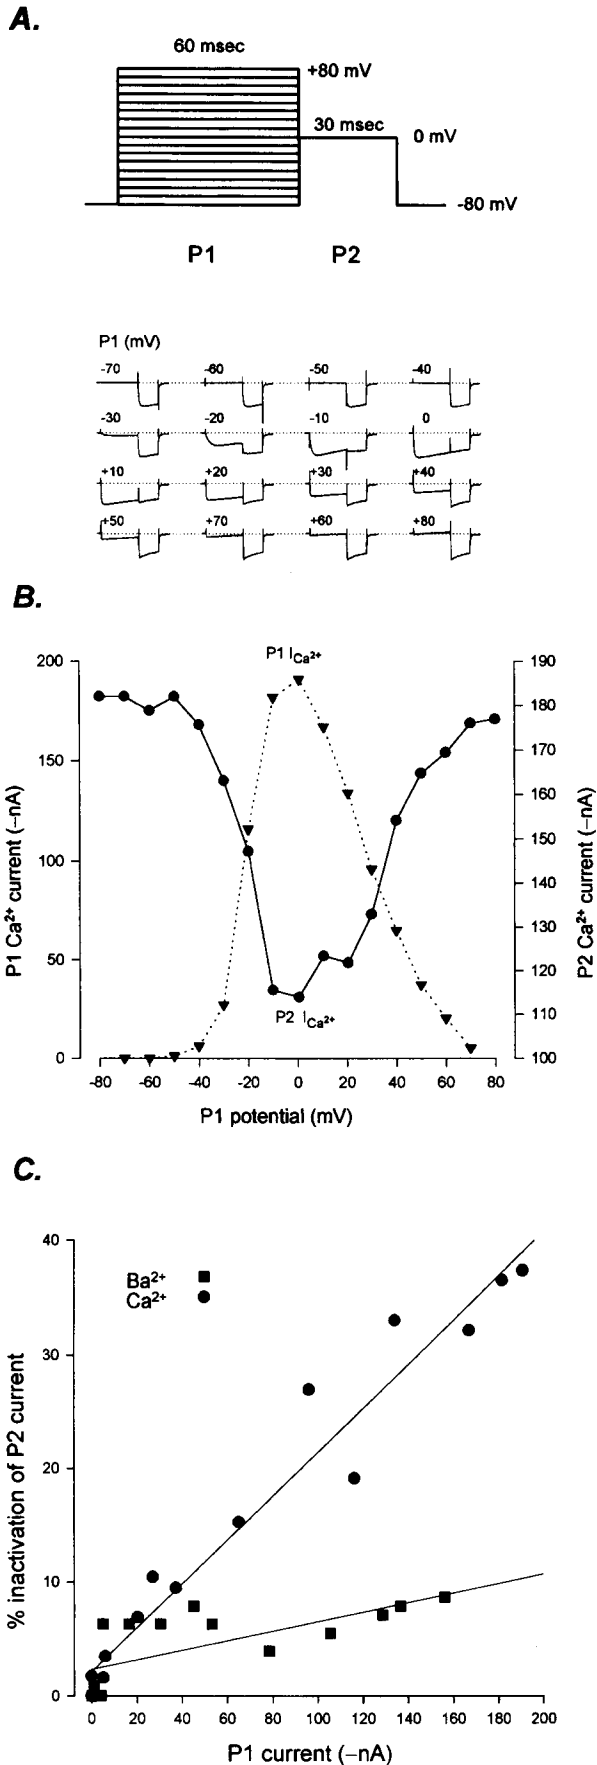 A.
60 msec
+80 mV
30 msec
0 mV
-80 mV
P1 P2
P1 (mV)
-70 -60 -50 -40
-30 -20 -10 0
+10 +20 +30 +40
+50 +70 +60 +80
B.
P1 I Ca2+
200 190
180
150 170
160
100 150
140
50 130
120
110
0 100
P2 I Ca2+
P1 Ca2+ current (−nA)
P2 Ca2+ current (−nA)
-80 -60 -40 -20 0 20 40 60 80
P1 potential (mV)
C.
40
30
20
10
0
Ba2+
Ca2+
% inactivation of P2 current
0 20 40 60 80 100 120 140 160 180 200
P1 current (−nA)